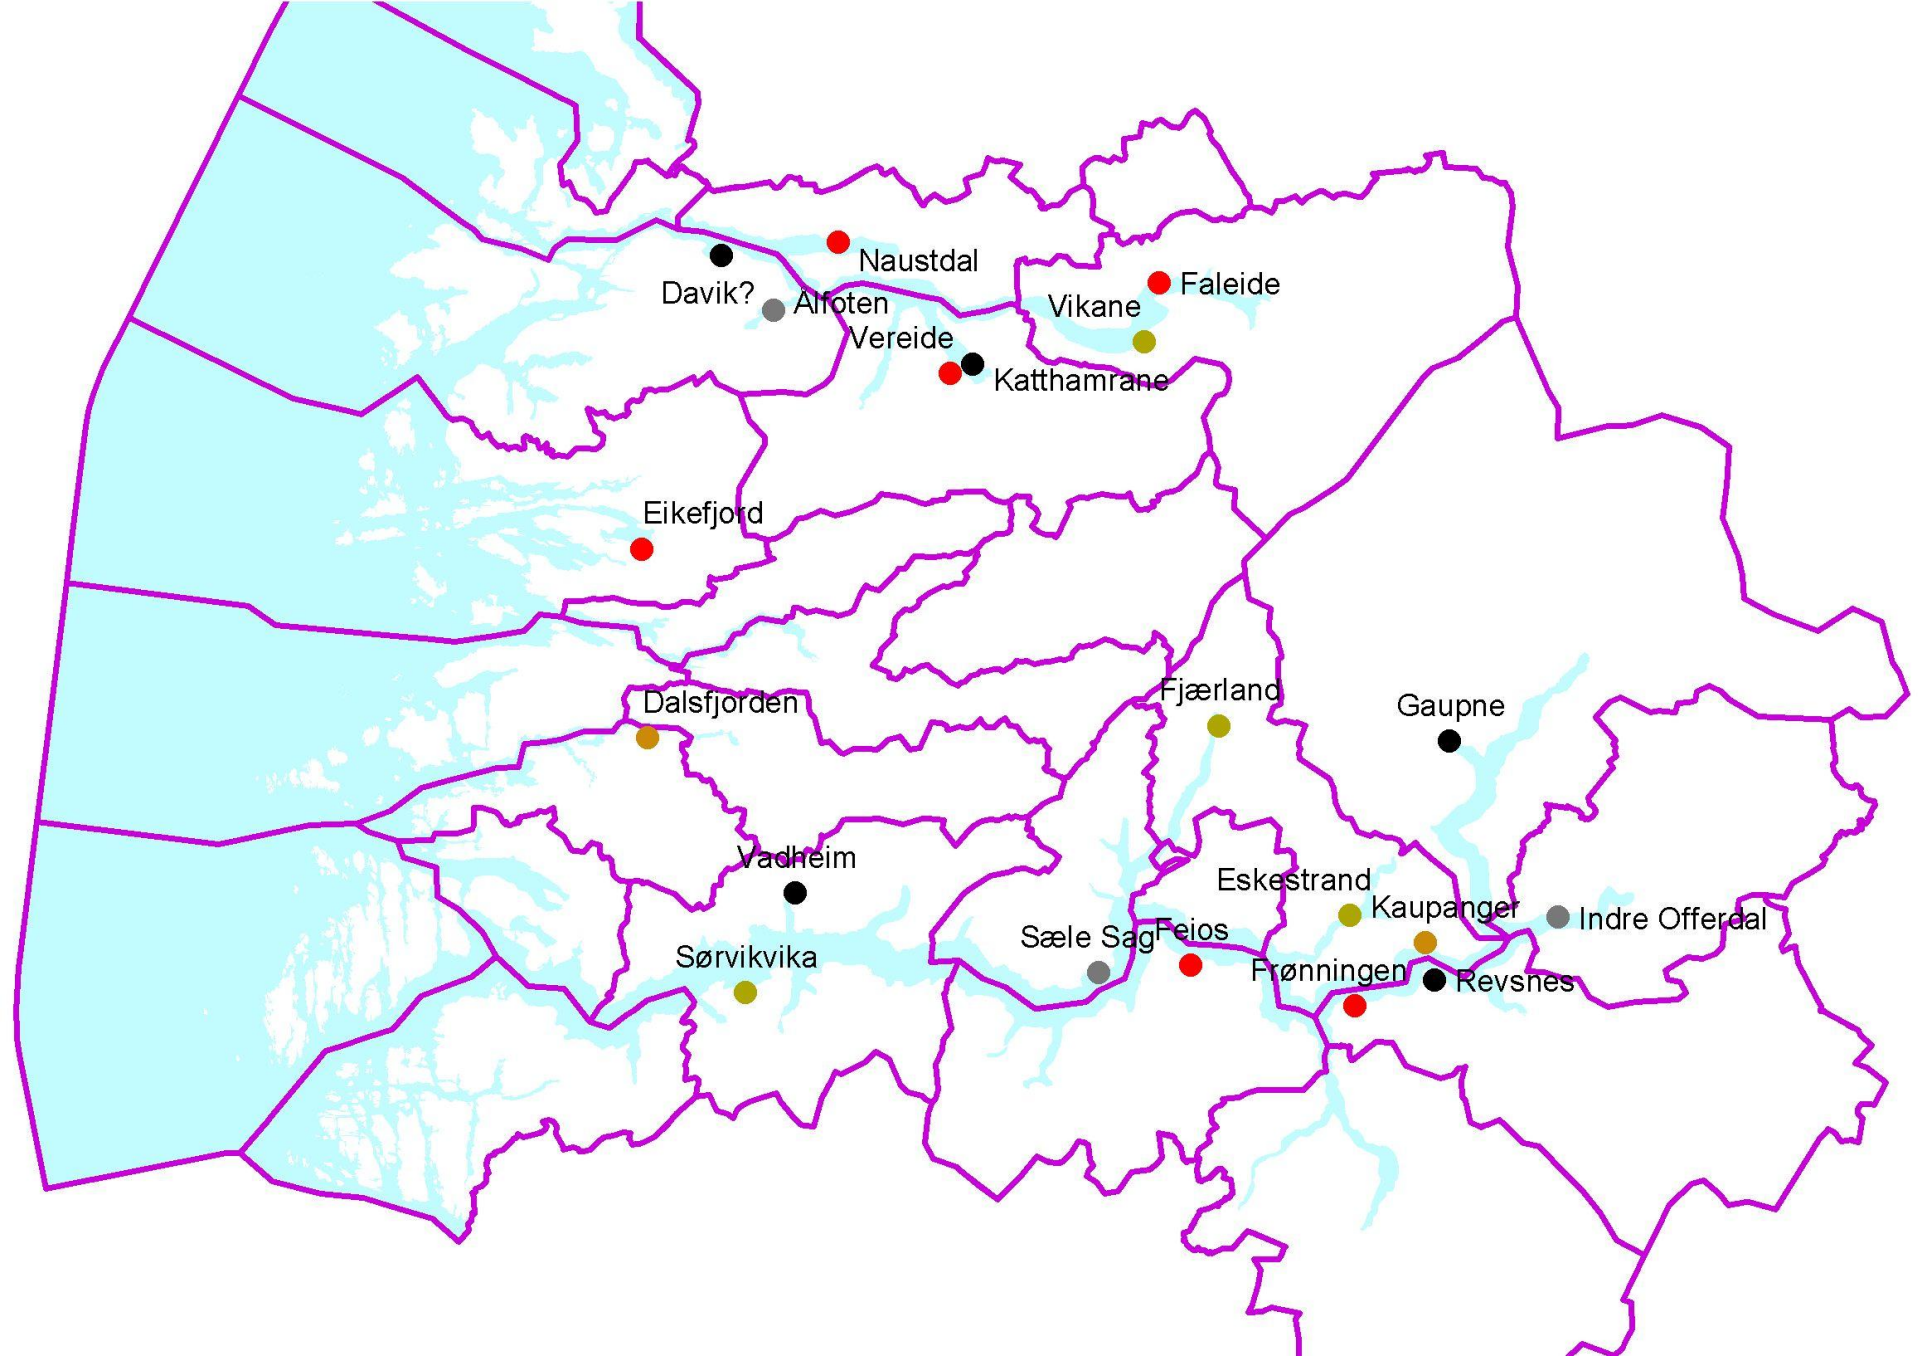 Naustdal
Faleide
Davik?
Ålfoten
Vikane
Vereide
Katthamrane
Eikefjord
Fjærland
Dalsfjorden
Gaupne
Vadheim
Eskestrand
Kaupanger
Indre Offerdal
Feios
Sæle Sag
Sørvikvika
Frønningen
Revsnes